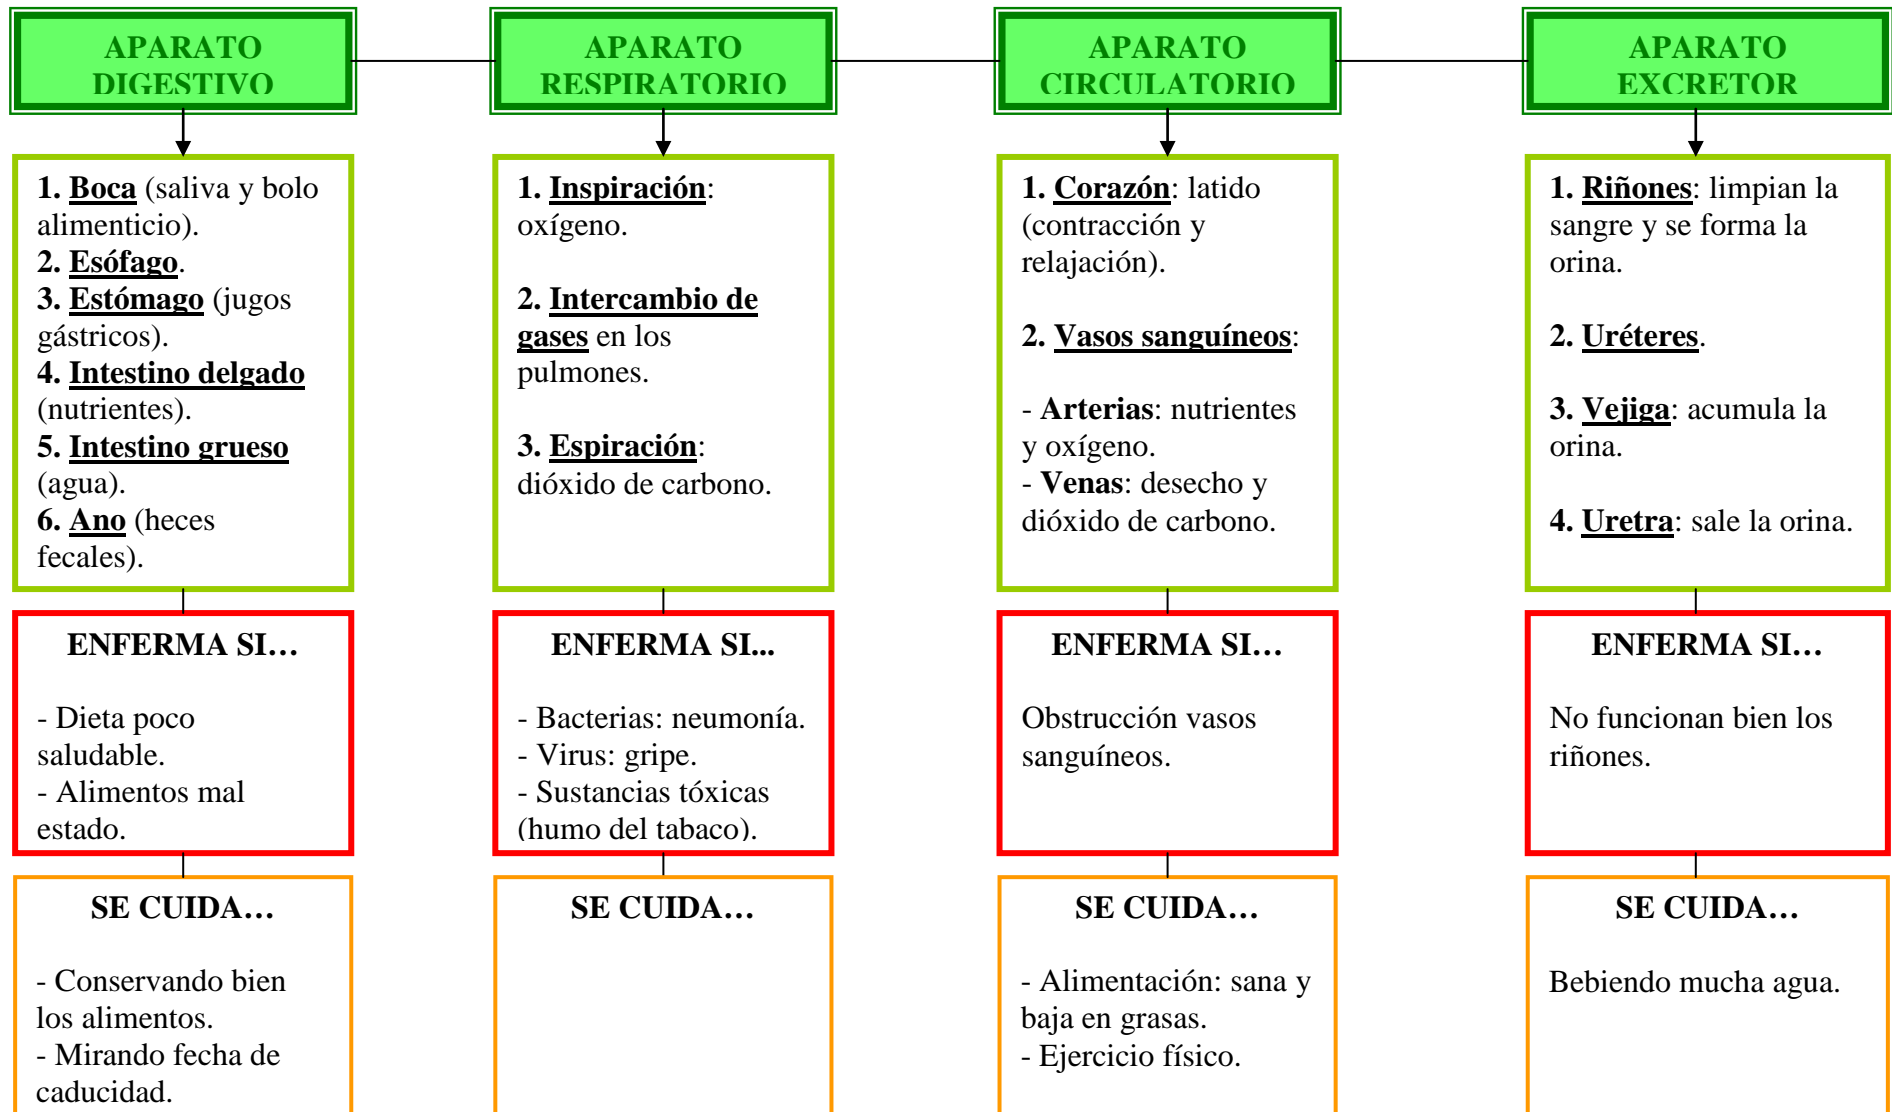 APARATO
DIGESTIVO
APARATO
RESPIRATORIO
APARATO
CIRCULATORIO
APARATO
EXCRETOR
1. Boca (saliva y bolo
alimenticio).
2. Esófago.
3. Estómago (jugos
gástricos).
4. Intestino delgado
(nutrientes).
5. Intestino grueso
(agua).
6. Ano (heces
fecales).
1. Inspiración:
oxígeno.
2. Intercambio de
gases en los
pulmones.
3. Espiración:
dióxido de carbono.
1. Corazón: latido
(contracción y
relajación).
2. Vasos sanguíneos:
- Arterias: nutrientes
y oxígeno.
- Venas: desecho y
dióxido de carbono.
1. Riñones: limpian la
sangre y se forma la
orina.
2. Uréteres.
3. Vejiga: acumula la
orina.
4. Uretra: sale la orina.
ENFERMA SI…
- Dieta poco
saludable.
- Alimentos mal
estado.
ENFERMA SI...
- Bacterias: neumonía.
- Virus: gripe.
- Sustancias tóxicas
(humo del tabaco).
ENFERMA SI…
Obstrucción vasos
sanguíneos.
ENFERMA SI…
No funcionan bien los
riñones.
SE CUIDA…
- Conservando bien
los alimentos.
- Mirando fecha de
caducidad.
SE CUIDA…
SE CUIDA…
- Alimentación: sana y
baja en grasas.
- Ejercicio físico.
SE CUIDA…
Bebiendo mucha agua.